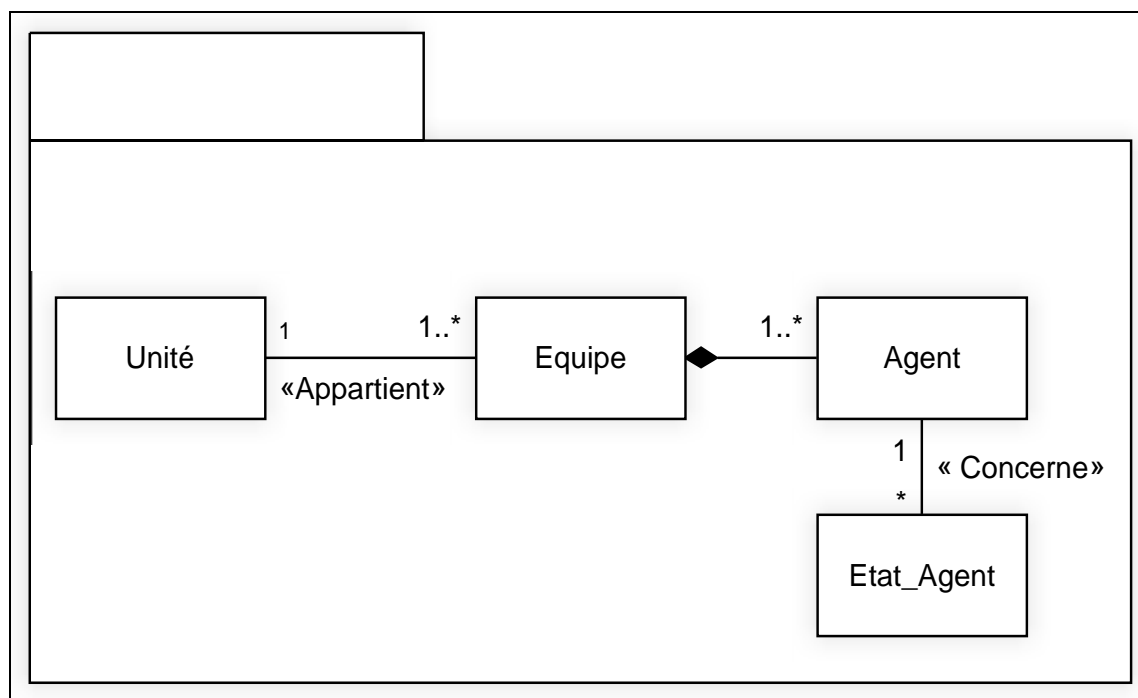 Unité
1
1..*
«Appartient»
Equipe
1..*
Agent
1
« Concerne»
*
Etat_Agent